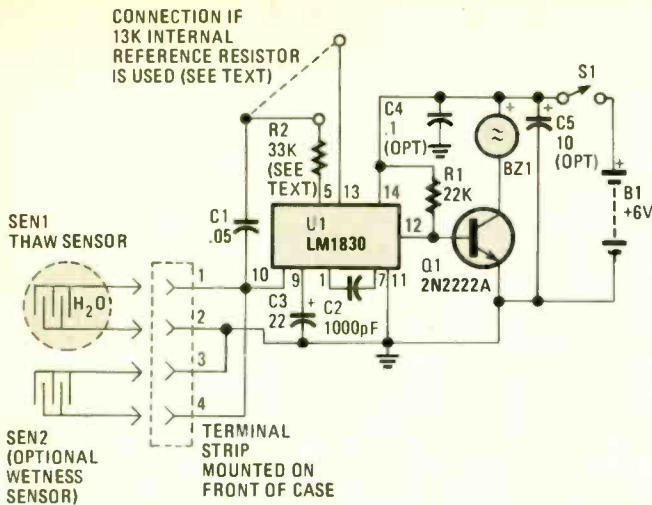 CONNECTION IF
13K INTERNAL
REFERENCE RESISTOR
IS USED (SEE TEXT)
S1
R2
33K
(SEE
TEXT)
C4
.1
(OPT)
+
BZ1
+
C5
10
(OPT)
R1
22K
B1
+6V
+
5
13
14
C1
.05
U1
LM1830
12
Q1
2N2222A
SEN1
THAW SENSOR
H2O
1
10
9
1
7
11
2
C3
22
+
C2
1000pF
3
4
SEN2
(OPTIONAL
WETNESS
SENSOR)
TERMINAL
STRIP
MOUNTED ON
FRONT OF CASE